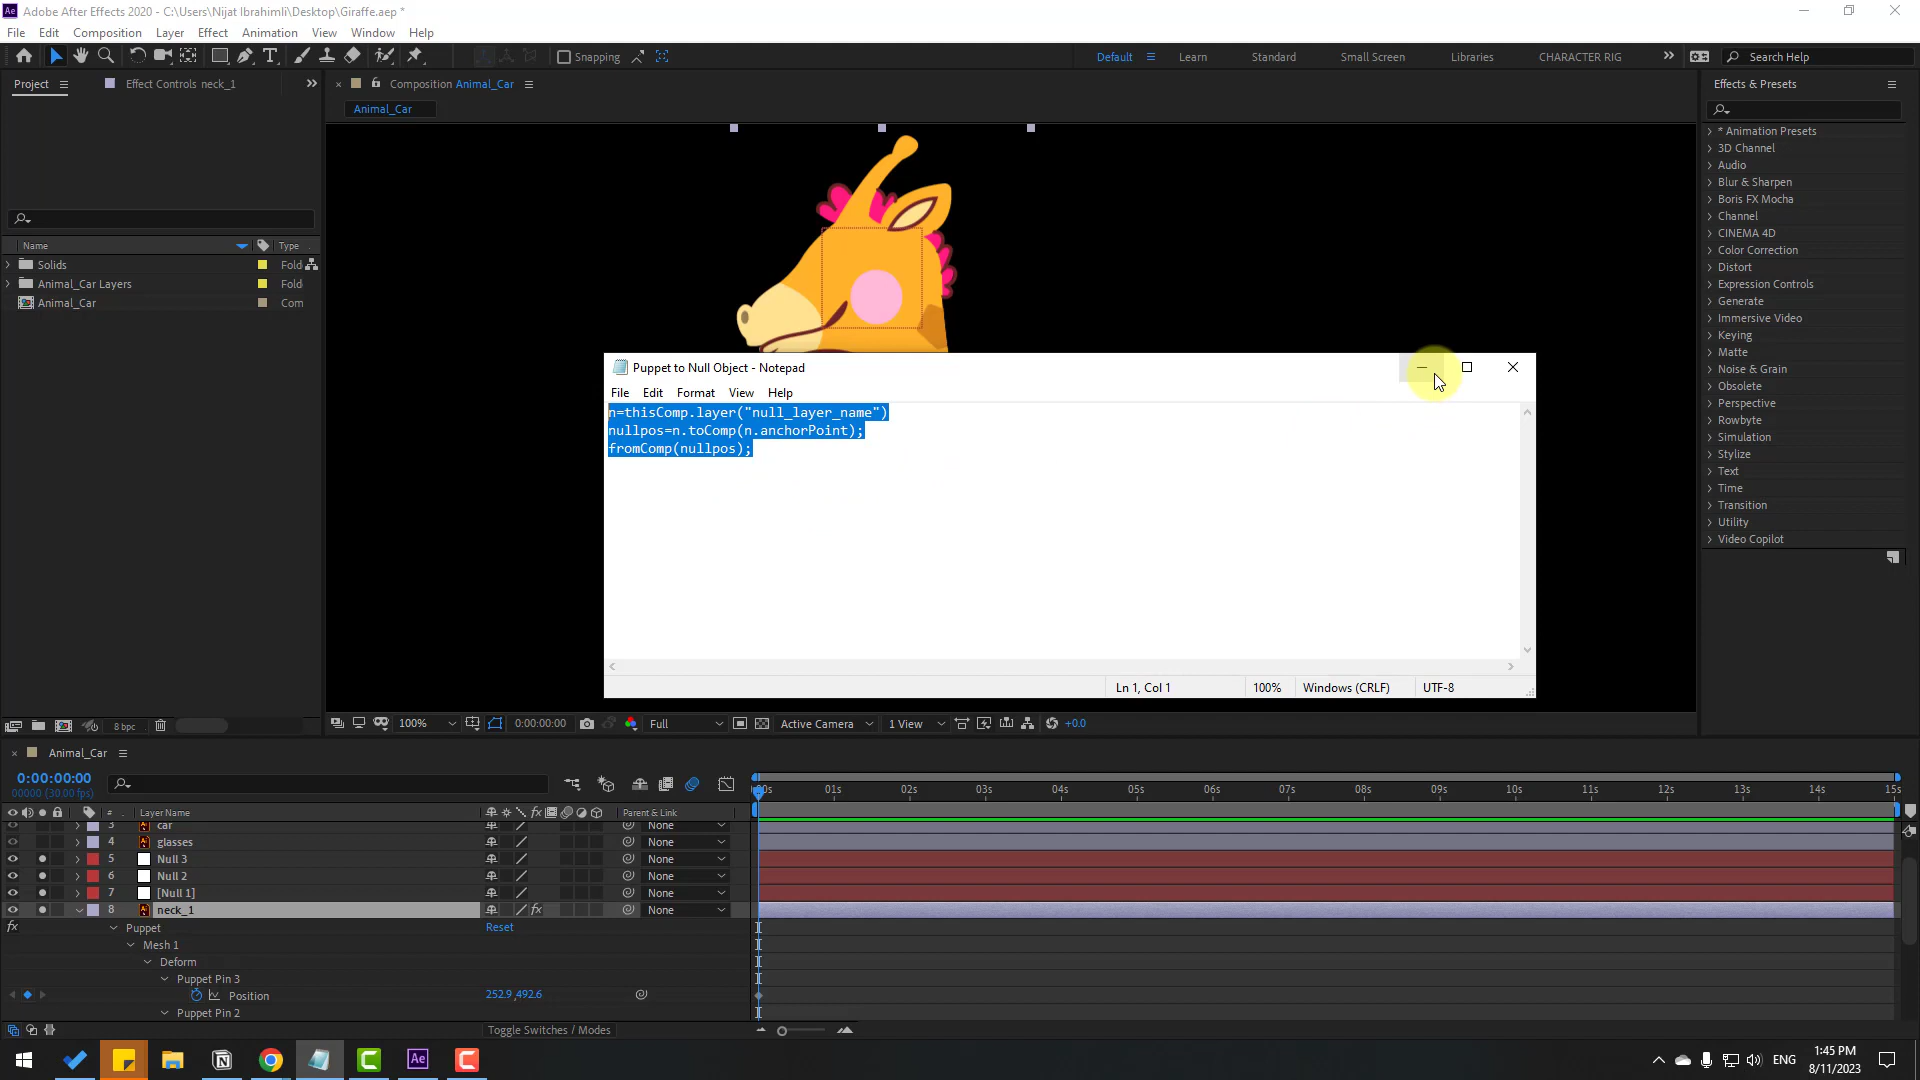 Ae Adobe After Effects 2020 - C:\Users\Nijat Ibrahimli\Desktop\Giraffe.aep *
File Edit Composition Layer Effect Animation View Window Help
Snapping
Default Learn Standard Small Screen Libraries CHARACTER RIG Search Help
Project Effect Controls neck_1 Composition Animal_Car Effects & Presets
Animal_Car
Name Type
Solids Fold
Animal_Car Layers Fold
Animal_Car Com
* Animation Presets
3D Channel
Audio
Blur & Sharpen
Boris FX Mocha
Channel
CINEMA 4D
Color Correction
Distort
Expression Controls
Generate
Immersive Video
Keying
Matte
Noise & Grain
Obsolete
Perspective
Rowbyte
Simulation
Stylize
Text
Time
Transition
Utility
Video Copilot
Puppet to Null Object - Notepad
File Edit Format View Help
n=thisComp.layer("null_layer_name")
nullpos=n.toComp(n.anchorPoint);
fromComp(nullpos);
Ln 1, Col 1 100% Windows (CRLF) UTF-8
8 bpc 100% 0:00:00:00 Full Active Camera 1 View +0.0
Animal_Car
0:00:00:00
00000 (30.00 fps)
00s 01s 02s 03s 04s 05s 06s 07s 08s 09s 10s 11s 12s 13s 14s 15s
# Layer Name fx Parent & Link
3 car None
4 glasses None
5 Null 3 None
6 Null 2 None
7 [Null 1] None
8 neck_1 fx None
fx Puppet Reset
Mesh 1
Deform
Puppet Pin 3
Position 252.9,492.6
Puppet Pin 2
Toggle Switches / Modes
Ae
ENG 1:45 PM
8/11/2023